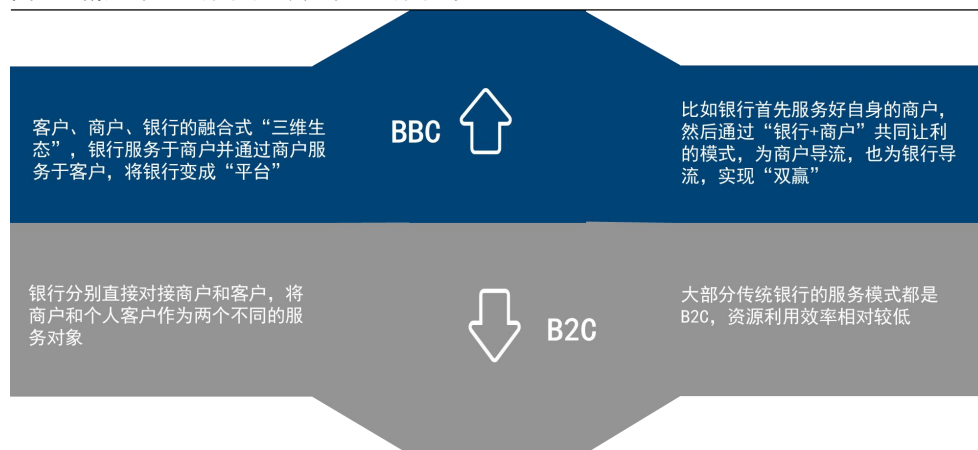 客户、商户、银行的融合式“三维生
态”，银行服务于商户并通过商户服
务于客户，将银行变成“平台”
BBC
比如银行首先服务好自身的商户，
然后通过“银行+商户”共同让利
的模式，为商户导流，也为银行导
流，实现“双赢”
银行分别直接对接商户和客户，将
商户和个人客户作为两个不同的服
务对象
B2C
大部分传统银行的服务模式都是
B2C，资源利用效率相对较低